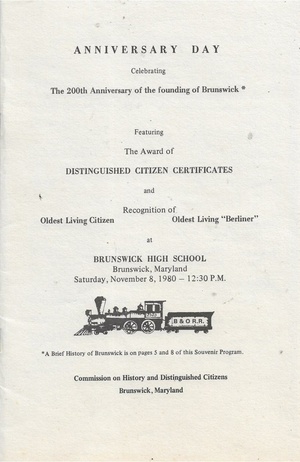 ANNIVERSARY DAY
Celebrating
The 200th Anniversary of the founding of Brunswick *
Featuring
The Award of
DISTINGUISHED CITIZEN CERTIFICATES
and
Recognition of
Oldest Living Citizen Oldest Living "Berliner"
at
BRUNSWICK HIGH SCHOOL
Brunswick, Maryland
Saturday, November 8, 1980 – 12:30 P.M.
B & O R.R.
*A Brief History of Brunswick is on pages 5 and 8 of this Souvenir Program.
Commission on History and Distinguished Citizens
Brunswick, Maryland